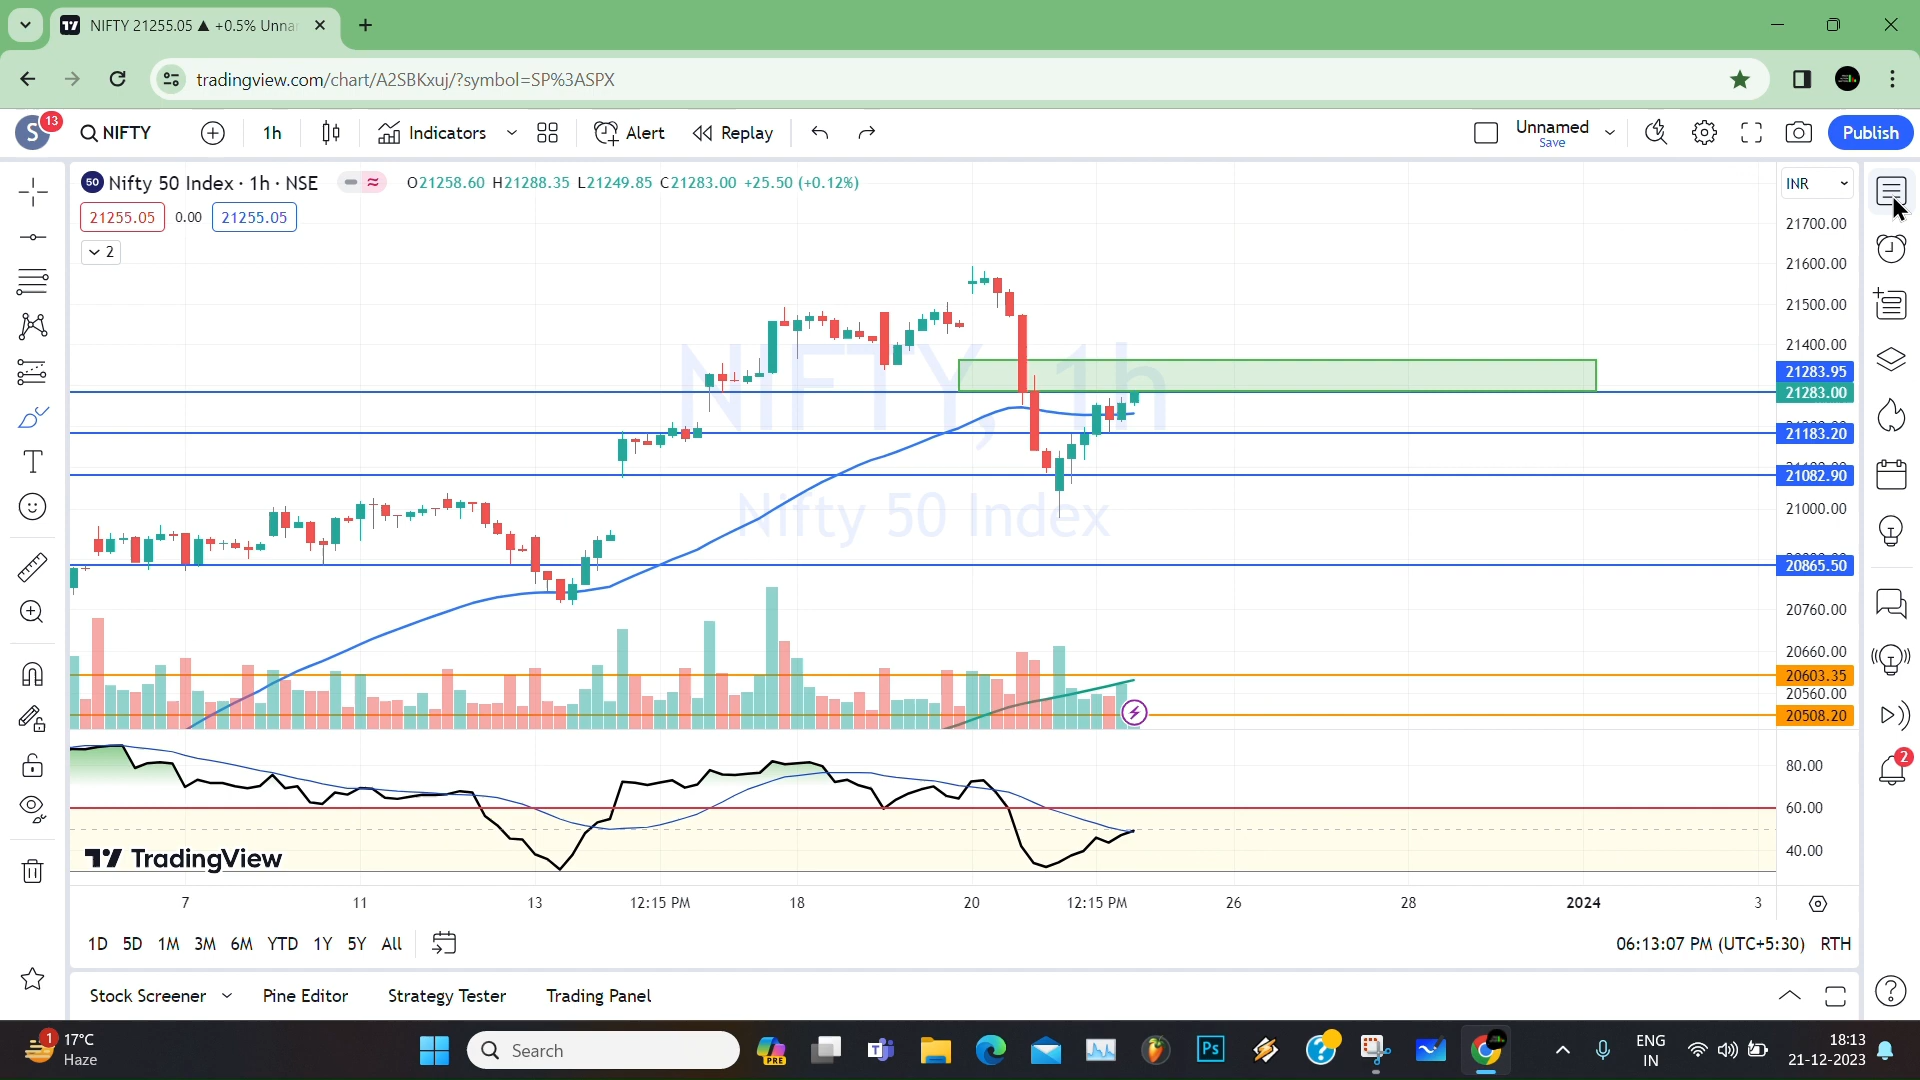 NIFTY 21255.05 ▲ +0.5% Unnar
tradingview.com/chart/A2SBKxuj/?symbol=SP%3ASPX
S 13 NIFTY 1h Indicators Alert Replay Unnamed Save Publish
50 Nifty 50 Index · 1h · NSE O21258.60 H21288.35 L21249.85 C21283.00 +25.50 (+0.12%) INR
21255.05 0.00 21255.05
2
NIFTY, 1h
Nifty 50 Index
21700.00
21600.00
21500.00
21400.00
21283.95
21283.00
21183.20
21082.90
21000.00
20865.50
20760.00
20660.00
20603.35
20560.00
20508.20
2
80.00
60.00
40.00
TradingView
7 11 13 12:15 PM 18 20 12:15 PM 26 28 2024 3
1D 5D 1M 3M 6M YTD 1Y 5Y All 06:13:07 PM (UTC+5:30) RTH
Stock Screener Pine Editor Strategy Tester Trading Panel
1 17°C
Haze
Search
PRE
Ps
ENG
IN
18:13
21-12-2023